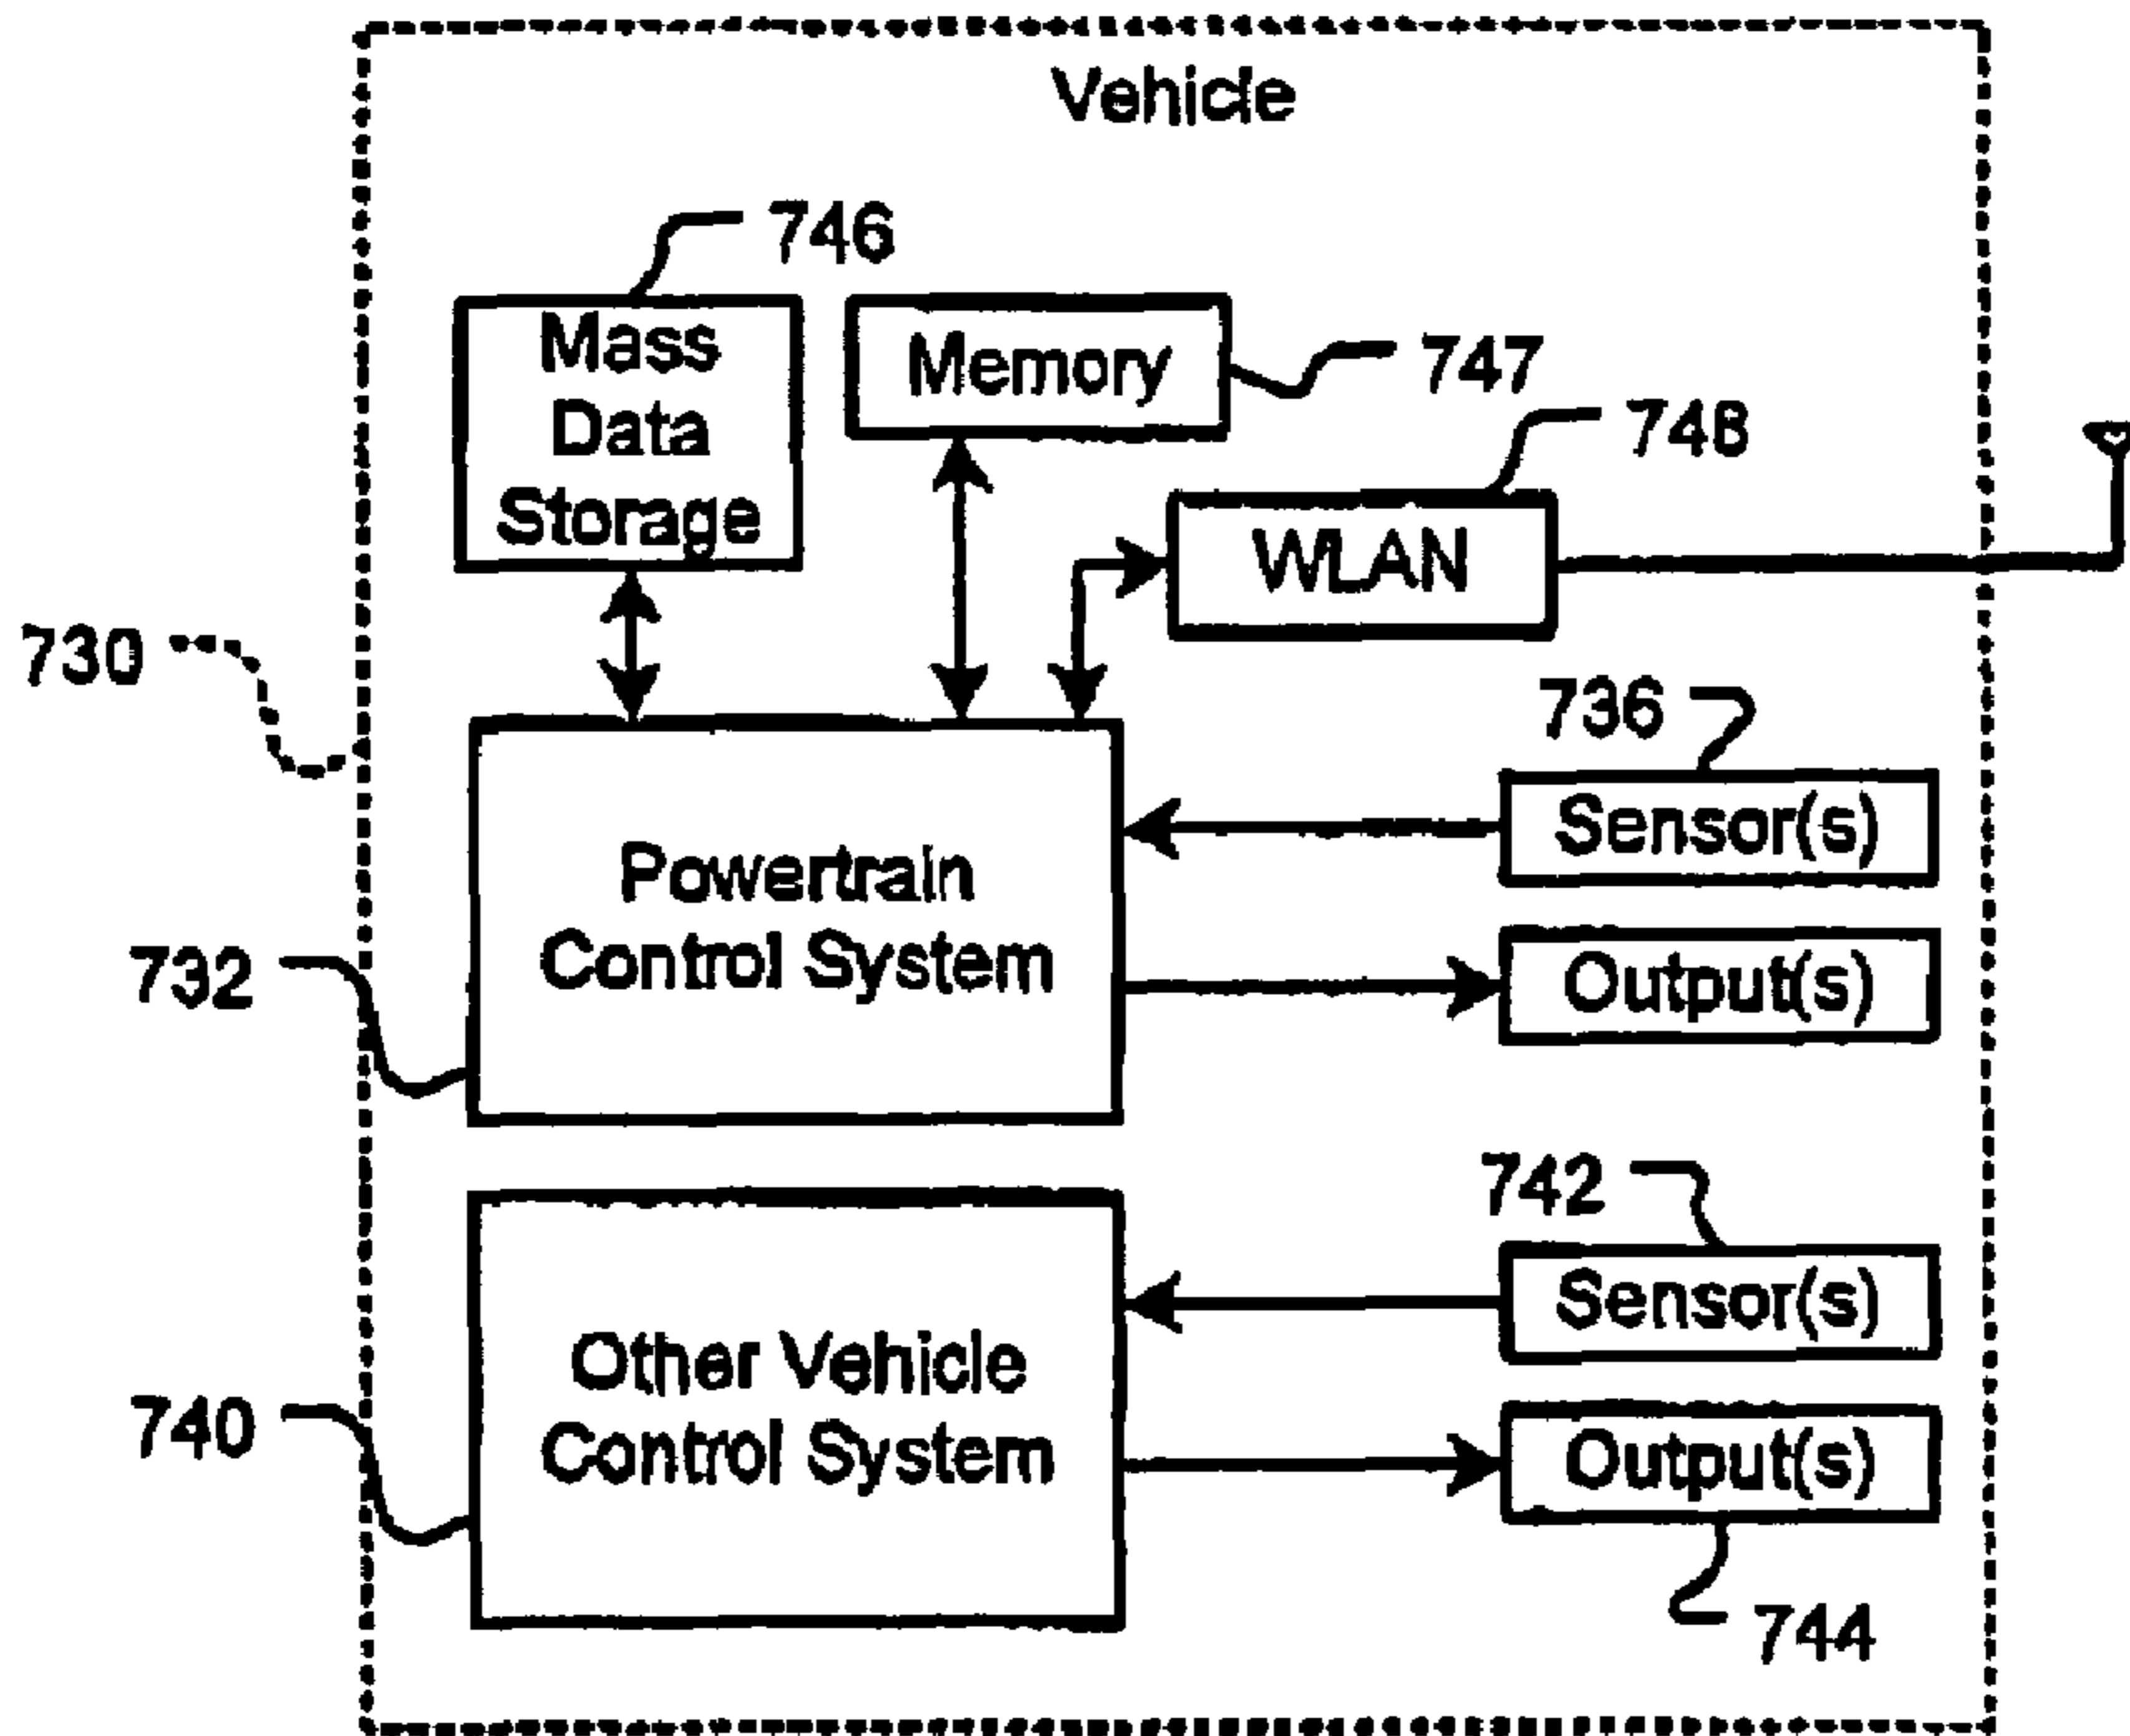 Vehicle
746
Mass
Data
Storage
Memory
747
748
WLAN
730
736
Sensor(s)
Powertrain
Control System
Output(s)
732
742
Sensor(s)
Other Vehicle
Control System
Output(s)
740
744